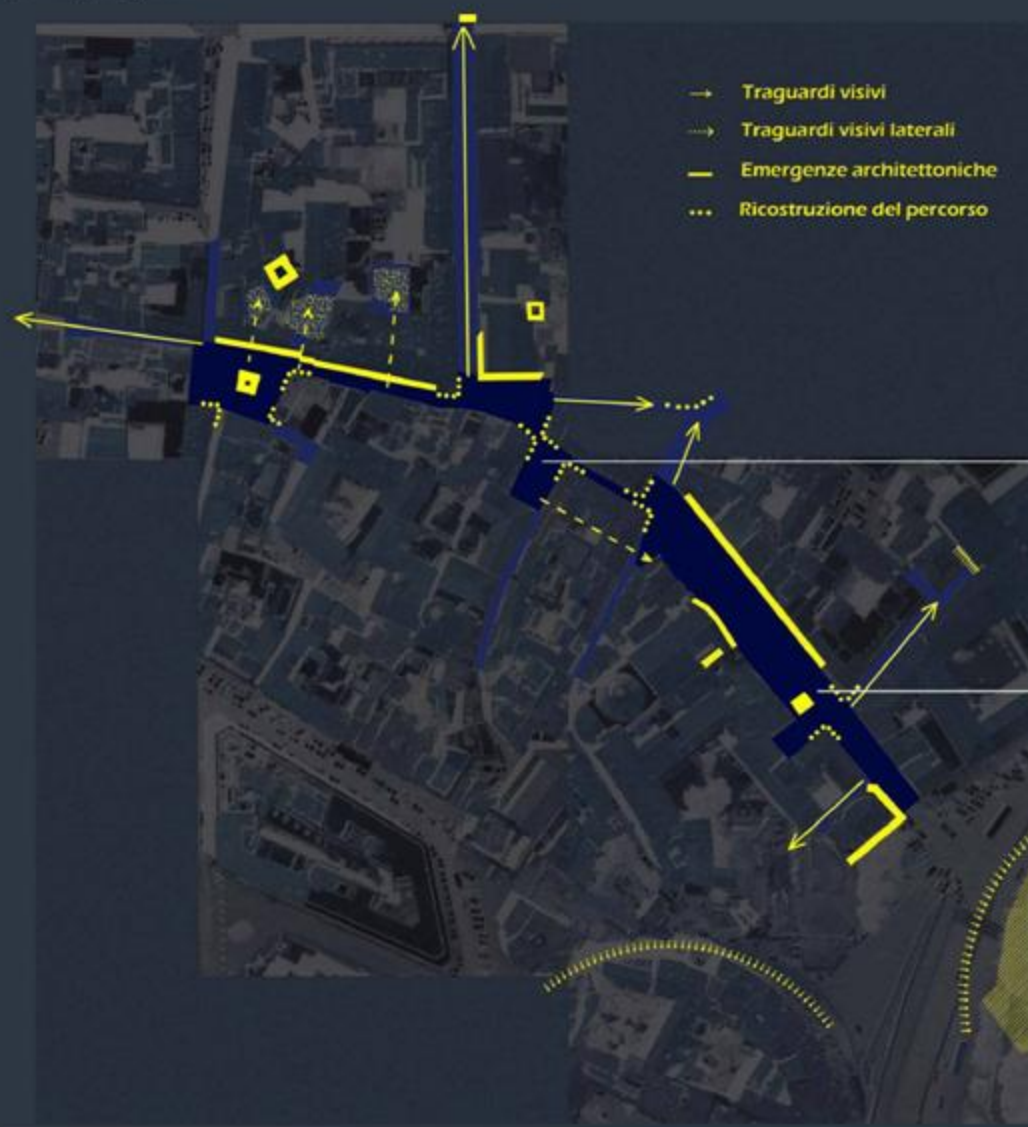 Traguardi visivi
Traguardi visivi laterali
Emergenze architettoniche
Ricostruzione del percorso